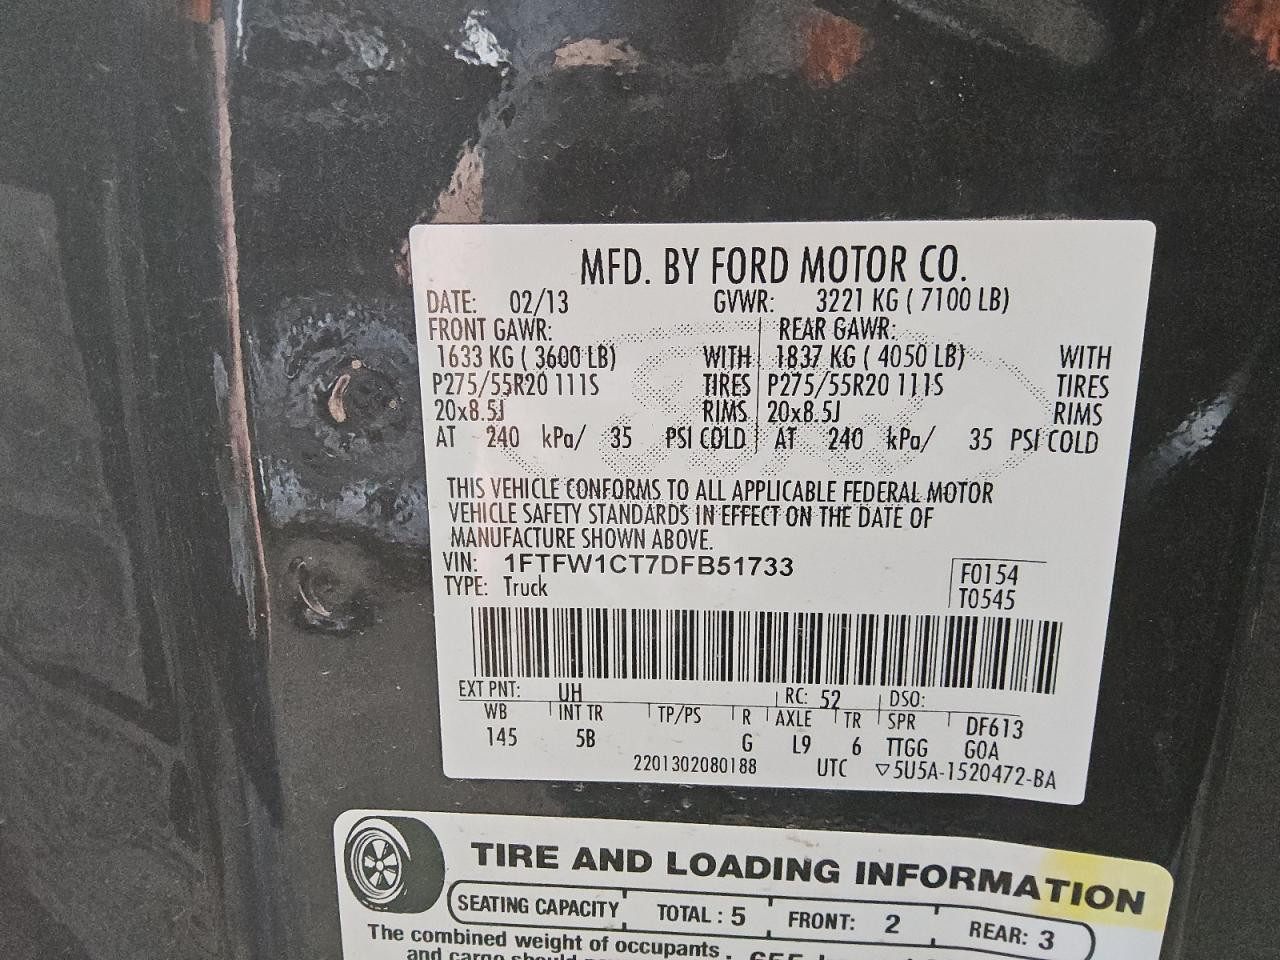 MFD. BY FORD MOTOR CO.
DATE: 02/13 GVWR: 3221 KG ( 7100 LB)
FRONT GAWR: REAR GAWR:
1633 KG ( 3600 LB) WITH 1837 KG ( 4050 LB) WITH
P275/55R20 111S TIRES P275/55R20 111S TIRES
20x8.5J RIMS 20x8.5J RIMS
AT 240 kPa/ 35 PSI COLD AT 240 kPa/ 35 PSI COLD
THIS VEHICLE CONFORMS TO ALL APPLICABLE FEDERAL MOTOR
VEHICLE SAFETY STANDARDS IN EFFECT ON THE DATE OF
MANUFACTURE SHOWN ABOVE.
VIN: 1FTFW1CT7DFB51733
TYPE: Truck
F0154
T0545
EXT PNT: UH RC: 52 DSO:
WB INT TR TP/PS R AXLE TR SPR DF613
145 5B G L9 6 TTGG GOA
2201302080188 UTC ▽5U5A-1520472-BA
TIRE AND LOADING INFORMATION
SEATING CAPACITY TOTAL : 5 FRONT: 2 REAR: 3
The combined weight of occupants
and cargo should